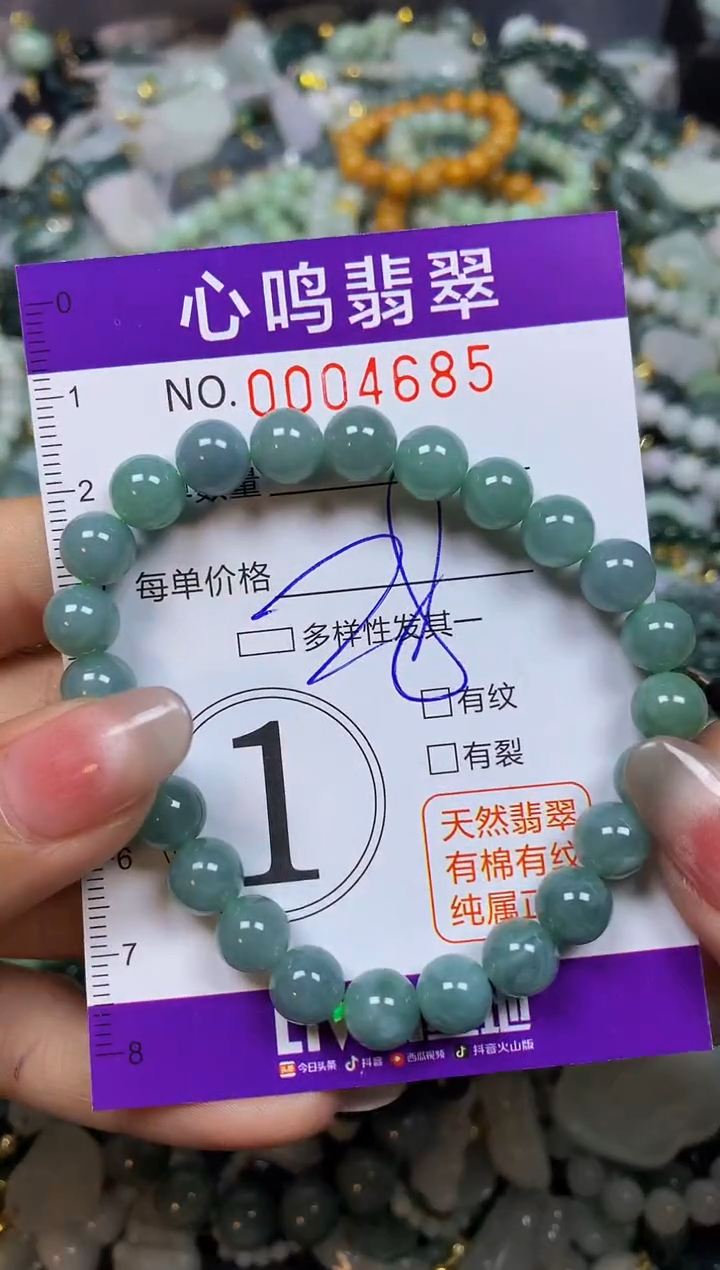 心鸣翡翠
NO.0004685
0
1
2
数量
每单价格
28
多样性发其一
有纹
有裂
1
天然翡翠
有棉有纹
纯属
6
7
8
今日头条 抖音 西瓜视频 抖音火山版